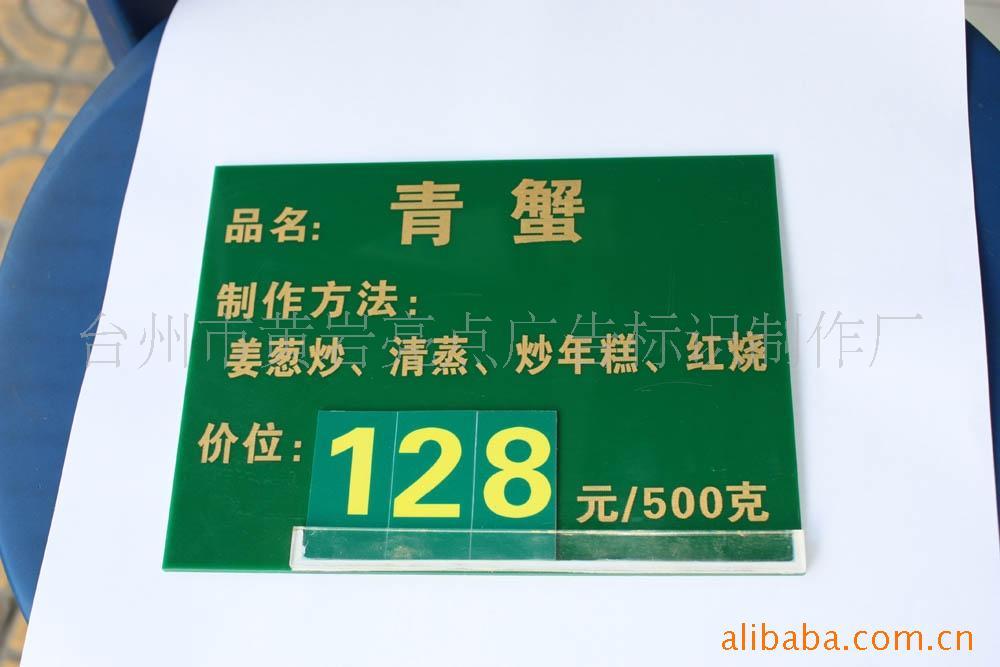 品名: 青蟹
制作方法:
台州市黄岩亮点广告标识制作厂
姜葱炒、清蒸、炒年糕、红烧
价位: 128 元/500克
alibaba.com.cn